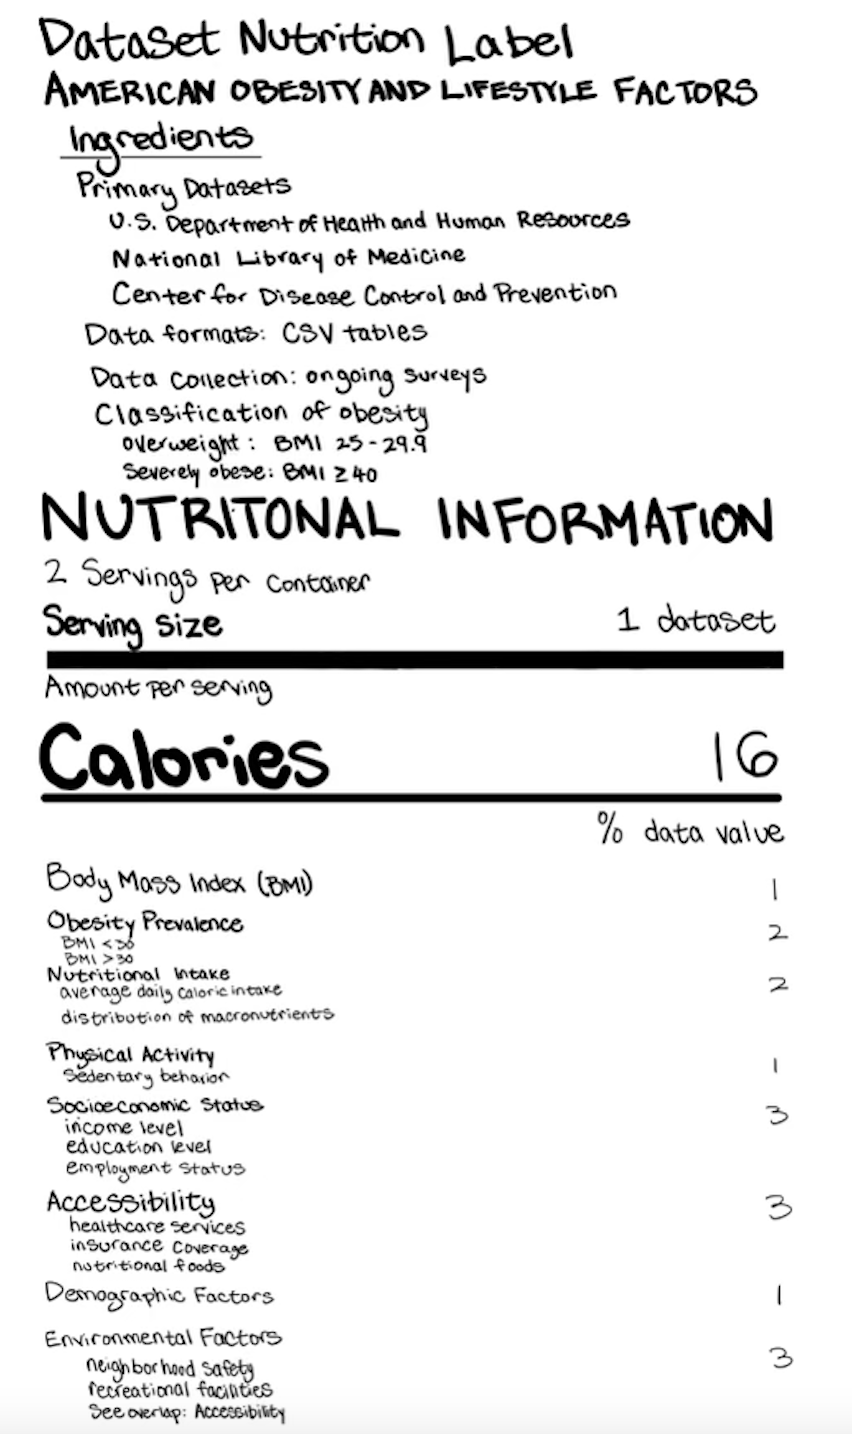 Dataset Nutrition Label
AMERICAN OBESITY AND LIFESTYLE FACTORS
Ingredients
Primary Datasets
U.S. Department of Health and Human Resources
National Library of Medicine
Center for Disease Control and Prevention
Data formats: CSV tables
Data Collection: ongoing surveys
Classification of obesity
overweight: BMI 25-29.9
Severely obese: BMI ≥40
NUTRITONAL INFORMATION
2 Servings per container
Serving size 1 dataset
Amount per serving
Calories 16
% data value
Body Mass Index (BMI) 1
Obesity Prevalence 2
BMI <30
BMI >30
Nutritional Intake 2
average daily caloric intake
distribution of macronutrients
Physical Activity 1
Sedentary behavior
Socioeconomic Status 3
income level
education level
employment status
Accessibility 3
healthcare services
insurance coverage
nutritional foods
Demographic Factors 1
Environmental Factors 3
neighborhood safety
recreational facilities
See overlap: Accessibility